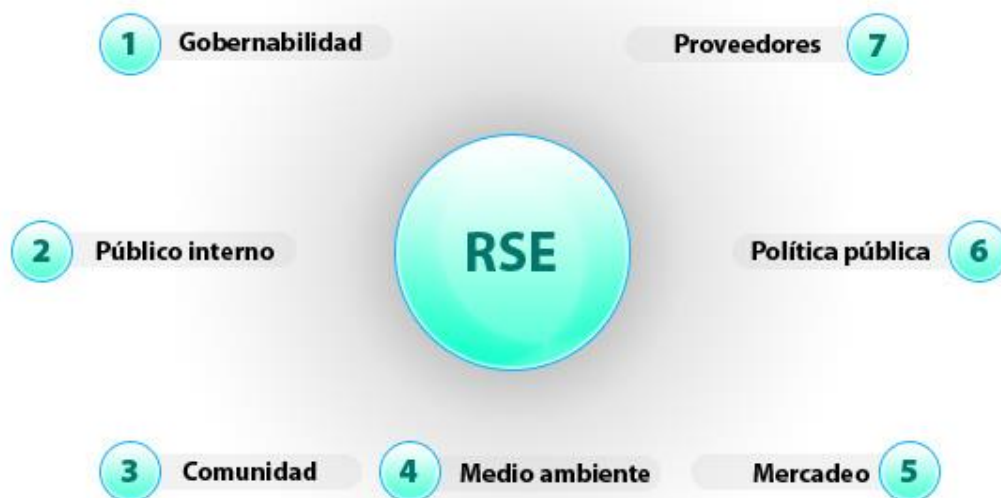 1 Gobernabilidad
Proveedores 7
2 Público interno
RSE
Política pública 6
3 Comunidad
4 Medio ambiente
Mercadeo 5